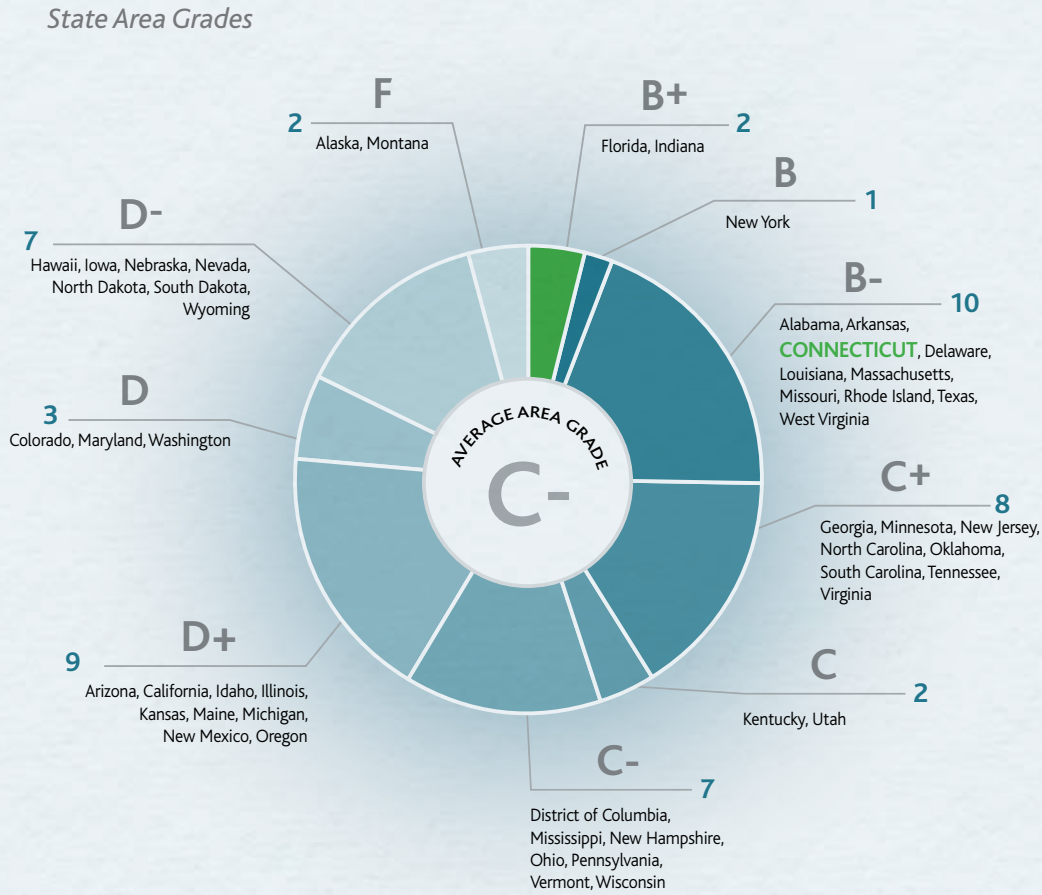 State Area Grades
F
2
Alaska, Montana
B+
2
Florida, Indiana
B
1
New York
B-
10
Alabama, Arkansas,
CONNECTICUT, Delaware,
Louisiana, Massachusetts,
Missouri, Rhode Island, Texas,
West Virginia
C+
8
Georgia, Minnesota, New Jersey,
North Carolina, Oklahoma,
South Carolina, Tennessee,
Virginia
C
2
Kentucky, Utah
C-
7
District of Columbia,
Mississippi, New Hampshire,
Ohio, Pennsylvania,
Vermont, Wisconsin
D+
9
Arizona, California, Idaho, Illinois,
Kansas, Maine, Michigan,
New Mexico, Oregon
D
3
Colorado, Maryland, Washington
D-
7
Hawaii, Iowa, Nebraska, Nevada,
North Dakota, South Dakota,
Wyoming
AVERAGE AREA GRADE
C-